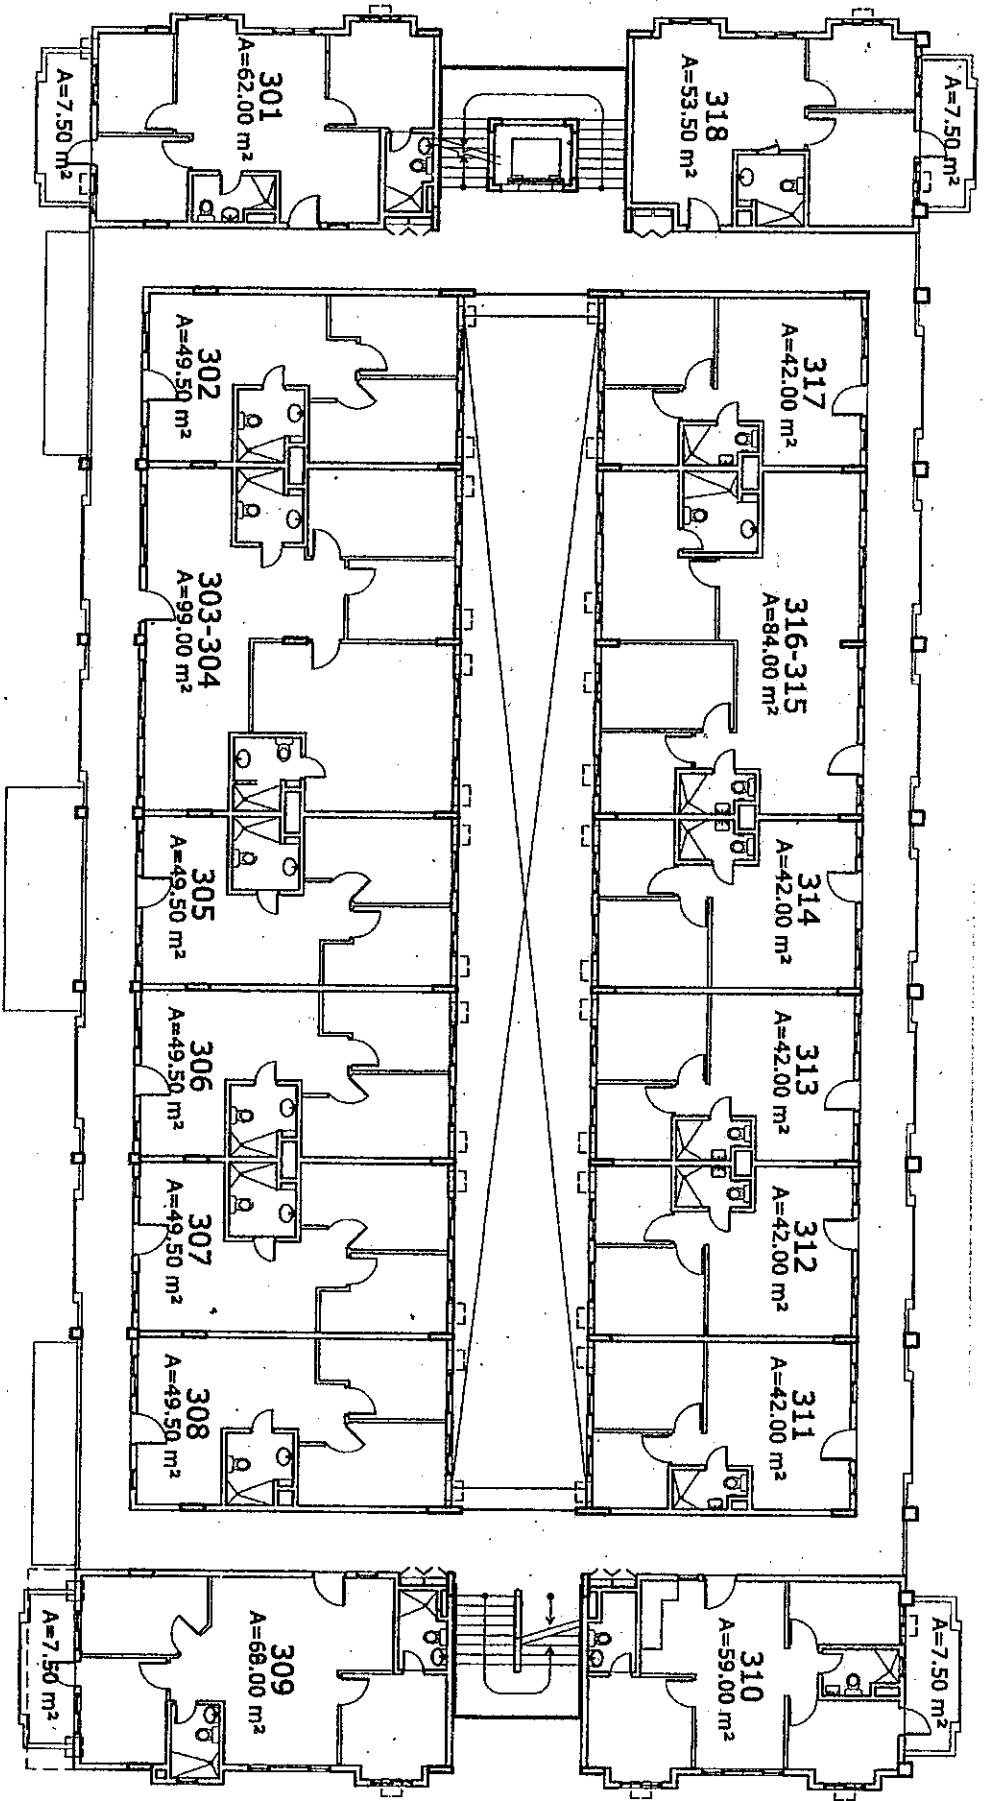 301
A=62.00 m²
A=7.50 m²
302
A=49.50 m²
303-304
A=99.00 m²
305
A=49.50 m²
306
A=49.50 m²
307
A=49.50 m²
308
A=49.50 m²
309
A=68.00 m²
A=7.50 m²
310
A=59.00 m²
A=7.50 m²
311
A=42.00 m²
312
A=42.00 m²
313
A=42.00 m²
314
A=42.00 m²
316-315
A=84.00 m²
317
A=42.00 m²
318
A=53.50 m²
A=7.50 m²